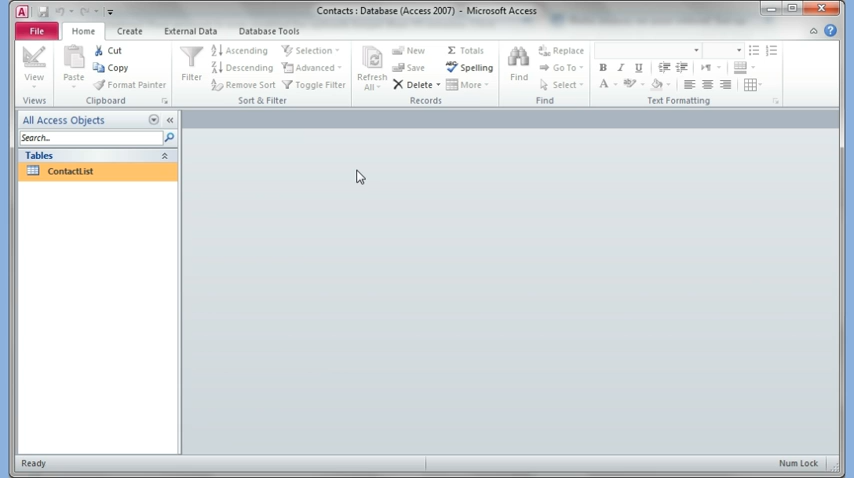 Contacts : Database (Access 2007) - Microsoft Access
File Home Create External Data Database Tools
View
Views
Paste
Cut
Copy
Format Painter
Clipboard
Filter
Ascending
Descending
Remove Sort
Selection
Advanced
Toggle Filter
Sort & Filter
Refresh
All
New
Save
Delete
Totals
Spelling
More
Records
Find
Replace
Go To
Select
Find
B I U
A
Text Formatting
All Access Objects
Search...
Tables
ContactList
Ready
Num Lock